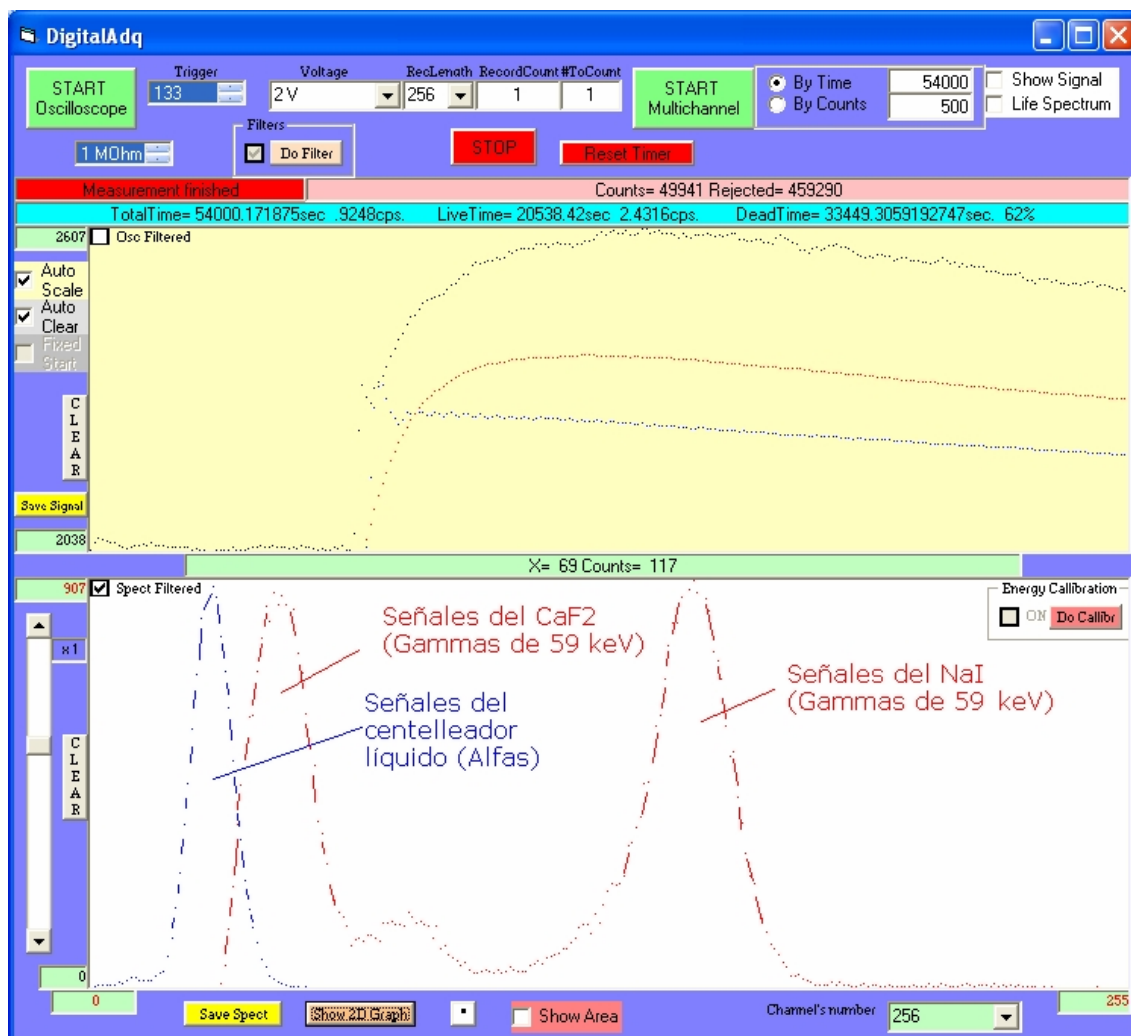 DigitalAdq
START
Oscilloscope
Trigger
133
Voltage
2 V
RecLength
256
RecordCount
1
#ToCount
1
START
Multichannel
By Time
54000
By Counts
500
Show Signal
Life Spectrum
1 MOhm
Filters
Do Filter
STOP
Reset Timer
Measurement finished
Counts= 49941 Rejected= 459290
TotalTime= 54000.171875sec .9248cps. LiveTime= 20538.42sec 2.4316cps. DeadTime= 33449.3059192747sec. 62%
2607
Osc Filtered
Auto
Scale
Auto
Clear
Fixed
Start
CLEAR
Save Signal
2038
X= 69 Counts= 117
907
Spect Filtered
Energy Callibration
ON
Do Callibr
x1
Señales del CaF2
(Gammas de 59 keV)
Señales del
centelleador
líquido (Alfas)
Señales del NaI
(Gammas de 59 keV)
CLEAR
0
0
255
Save Spect
Show 2D Graph
Show Area
Channel's number
256